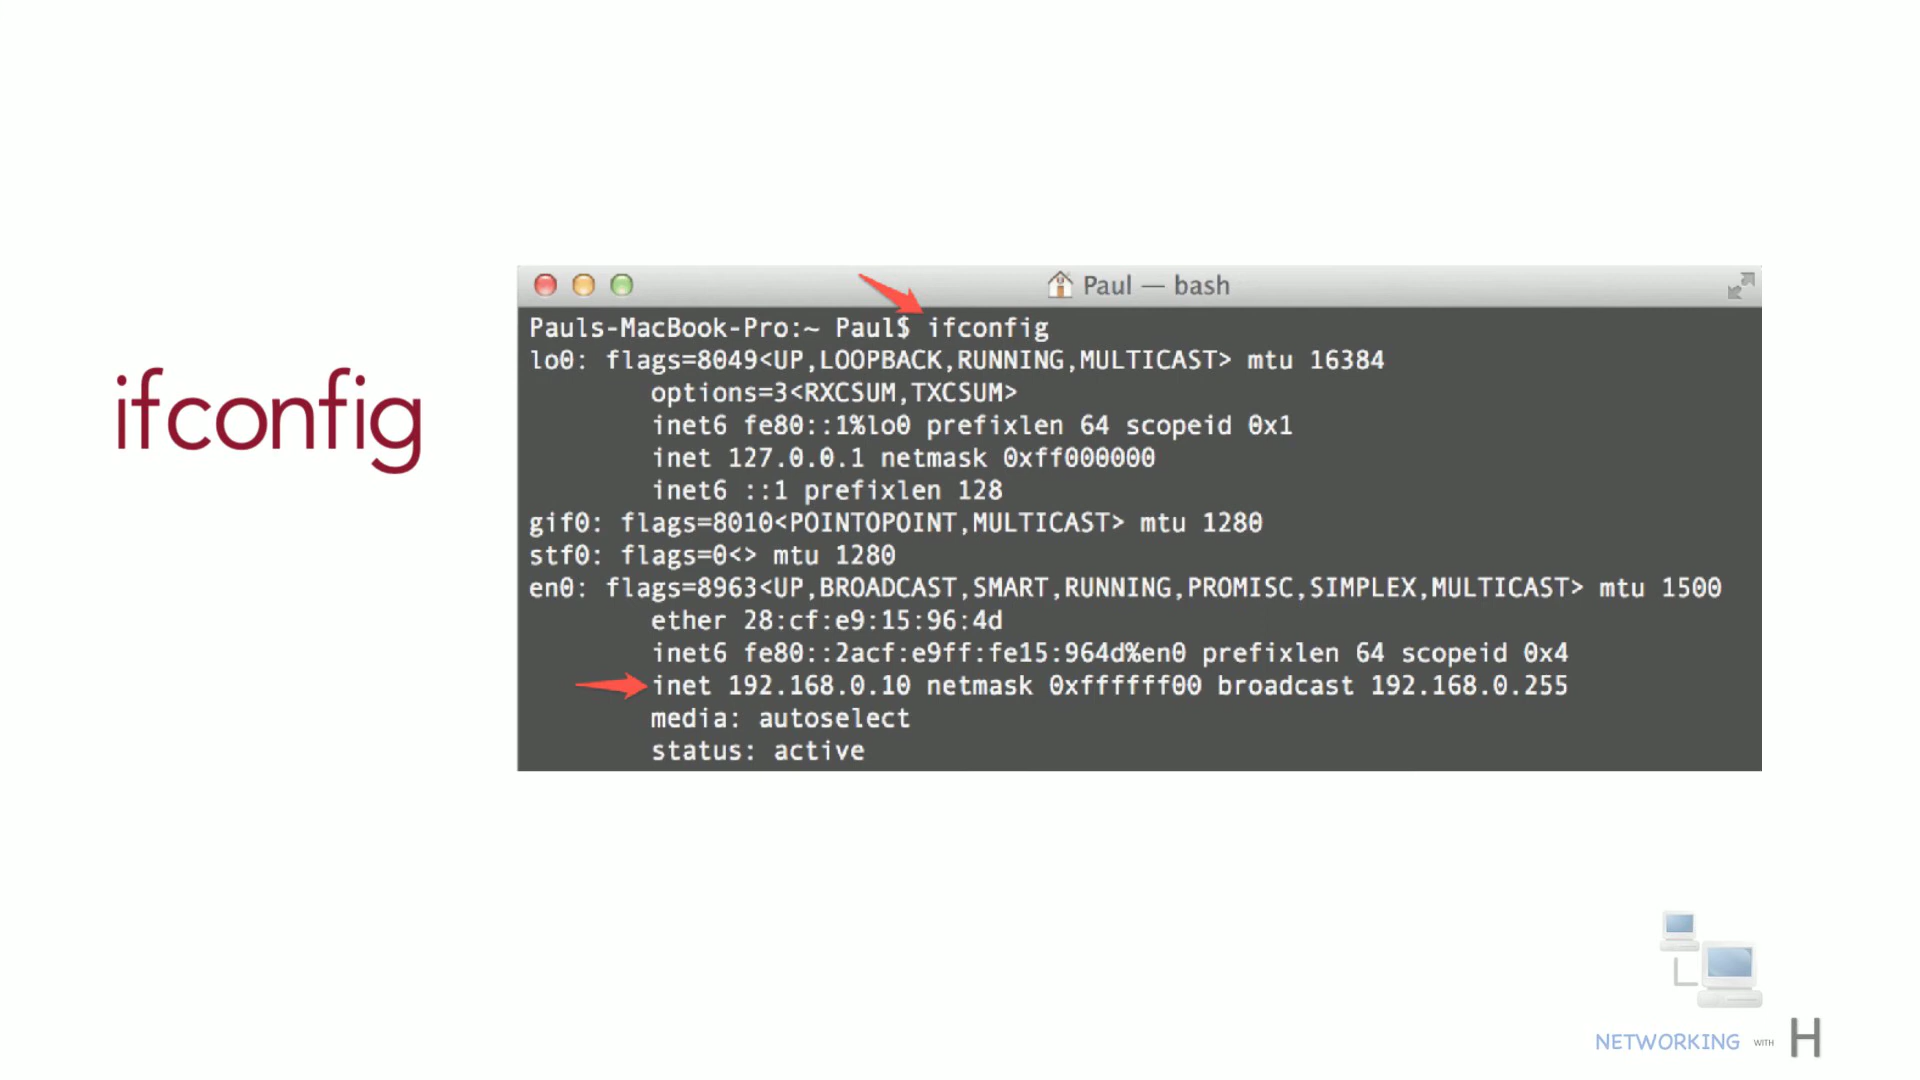 ifconfig
Paul — bash
Pauls-MacBook-Pro:~ Paul$ ifconfig
lo0: flags=8049<UP,LOOPBACK,RUNNING,MULTICAST> mtu 16384
options=3<RXCSUM,TXCSUM>
inet6 fe80::1%lo0 prefixlen 64 scopeid 0x1
inet 127.0.0.1 netmask 0xff000000
inet6 ::1 prefixlen 128
gif0: flags=8010<POINTOPOINT,MULTICAST> mtu 1280
stf0: flags=0<> mtu 1280
en0: flags=8963<UP,BROADCAST,SMART,RUNNING,PROMISC,SIMPLEX,MULTICAST> mtu 1500
ether 28:cf:e9:15:96:4d
inet6 fe80::2acf:e9ff:fe15:964d%en0 prefixlen 64 scopeid 0x4
inet 192.168.0.10 netmask 0xffffff00 broadcast 192.168.0.255
media: autoselect
status: active
NETWORKING WITH H